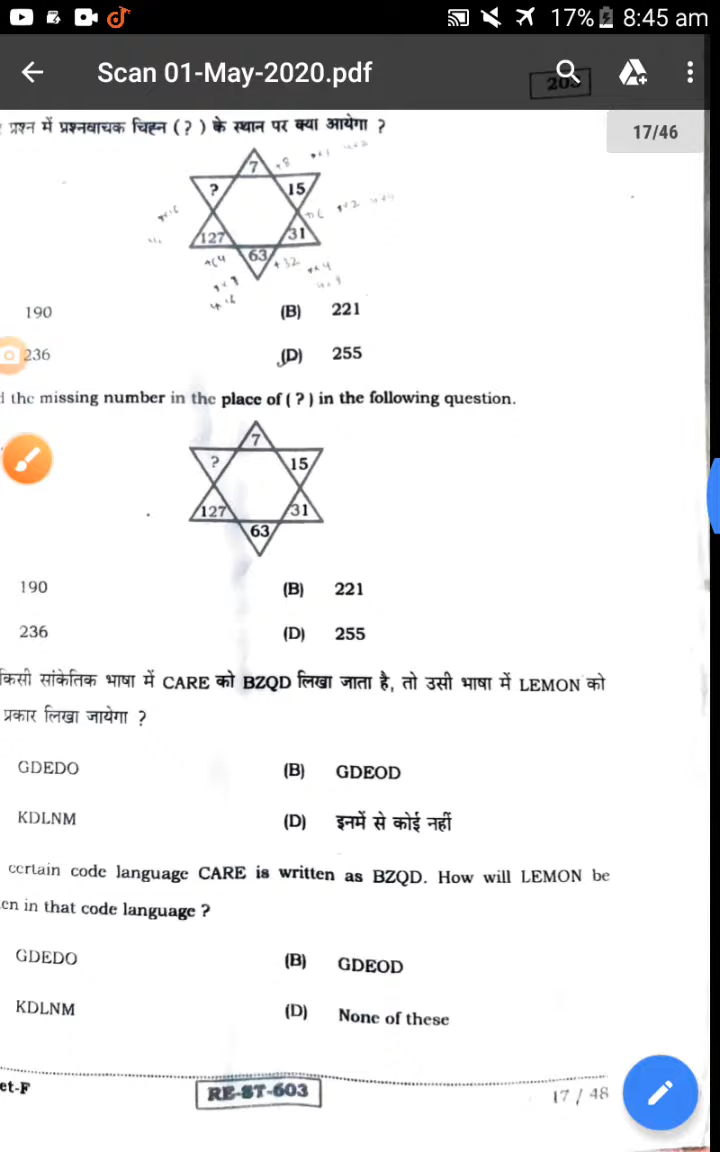 17% 8:45 am
Scan 01-May-2020.pdf
203
17/46
प्रश्न में प्रश्नवाचक चिह्न ( ? ) के स्थान पर क्या आयेगा ?
7
?
15
127
31
63
190
(B) 221
236
(D) 255
the missing number in the place of ( ? ) in the following question.
7
?
15
127
31
63
190
(B) 221
236
(D) 255
किसी सांकेतिक भाषा में CARE को BZQD लिखा जाता है, तो उसी भाषा में LEMON को
प्रकार लिखा जायेगा ?
GDEDO
(B) GDEOD
KDLNM
(D) इनमें से कोई नहीं
certain code language CARE is written as BZQD. How will LEMON be
en in that code language ?
GDEDO
(B) GDEOD
KDLNM
(D) None of these
et-F
RE-ST-603
17 / 48